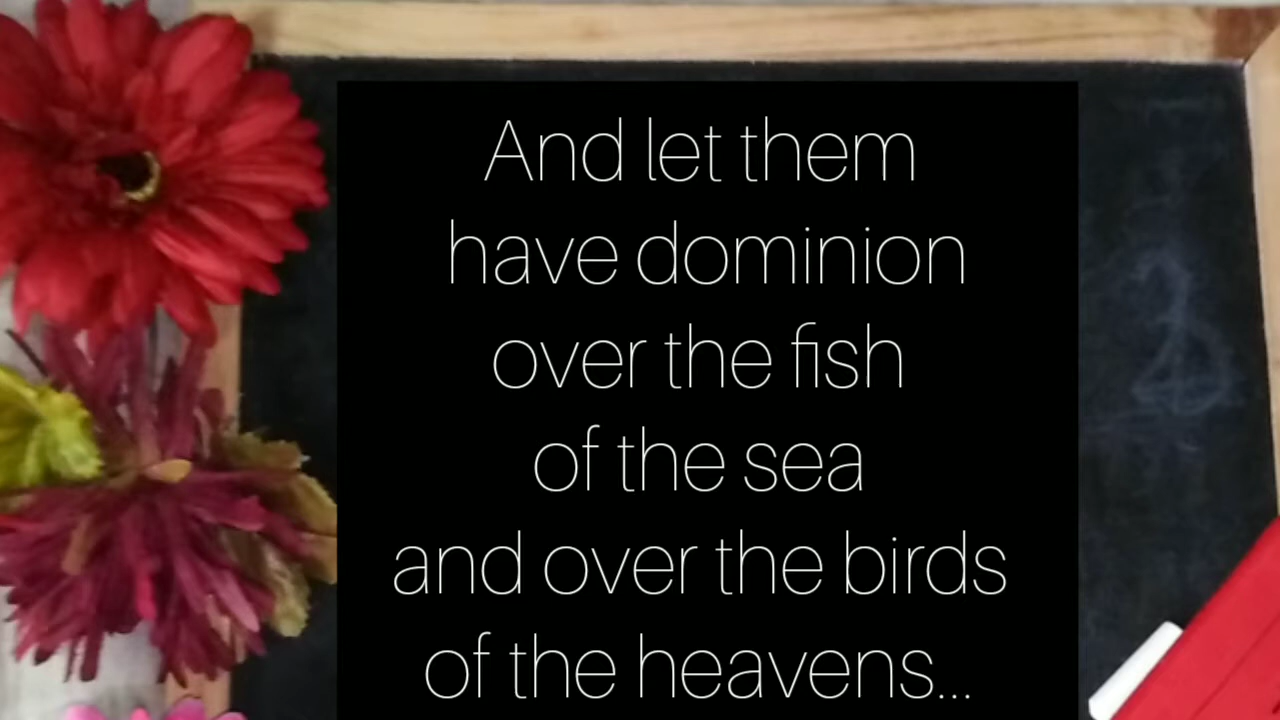 And let them
have dominion
over the fish
of the sea
and over the birds
of the heavens...